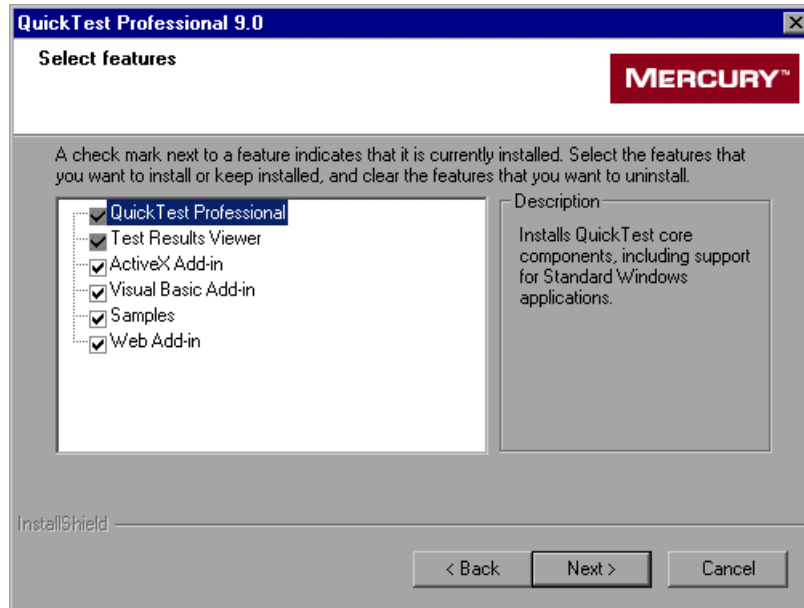 QuickTest Professional 9.0
Select features
MERCURY™
A check mark next to a feature indicates that it is currently installed. Select the features that
you want to install or keep installed, and clear the features that you want to uninstall.
QuickTest Professional
Test Results Viewer
ActiveX Add-in
Visual Basic Add-in
Samples
Web Add-in
Description
Installs QuickTest core
components, including support
for Standard Windows
applications.
InstallShield
< Back
Next >
Cancel